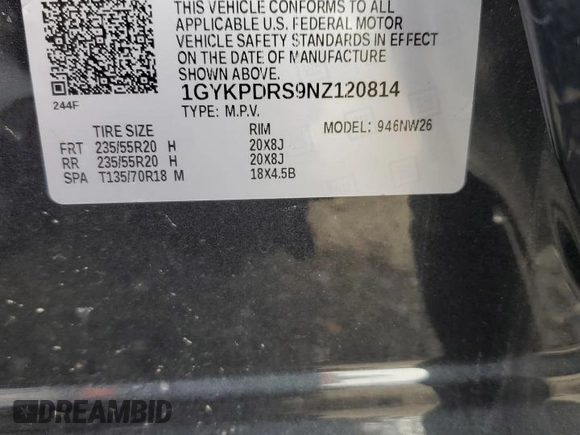 THIS VEHICLE CONFORMS TO ALL
APPLICABLE U.S. FEDERAL MOTOR
VEHICLE SAFETY STANDARDS IN EFFECT
ON THE DATE OF MANUFACTURE
SHOWN ABOVE.
1GYKPDRS9NZ120814
TYPE: M.P.V.
244F
TIRE SIZE RIM MODEL: 946NW26
FRT 235/55R20 H 20X8J
RR 235/55R20 H 20X8J
SPA T135/70R18 M 18X4.5B
DREAMBID